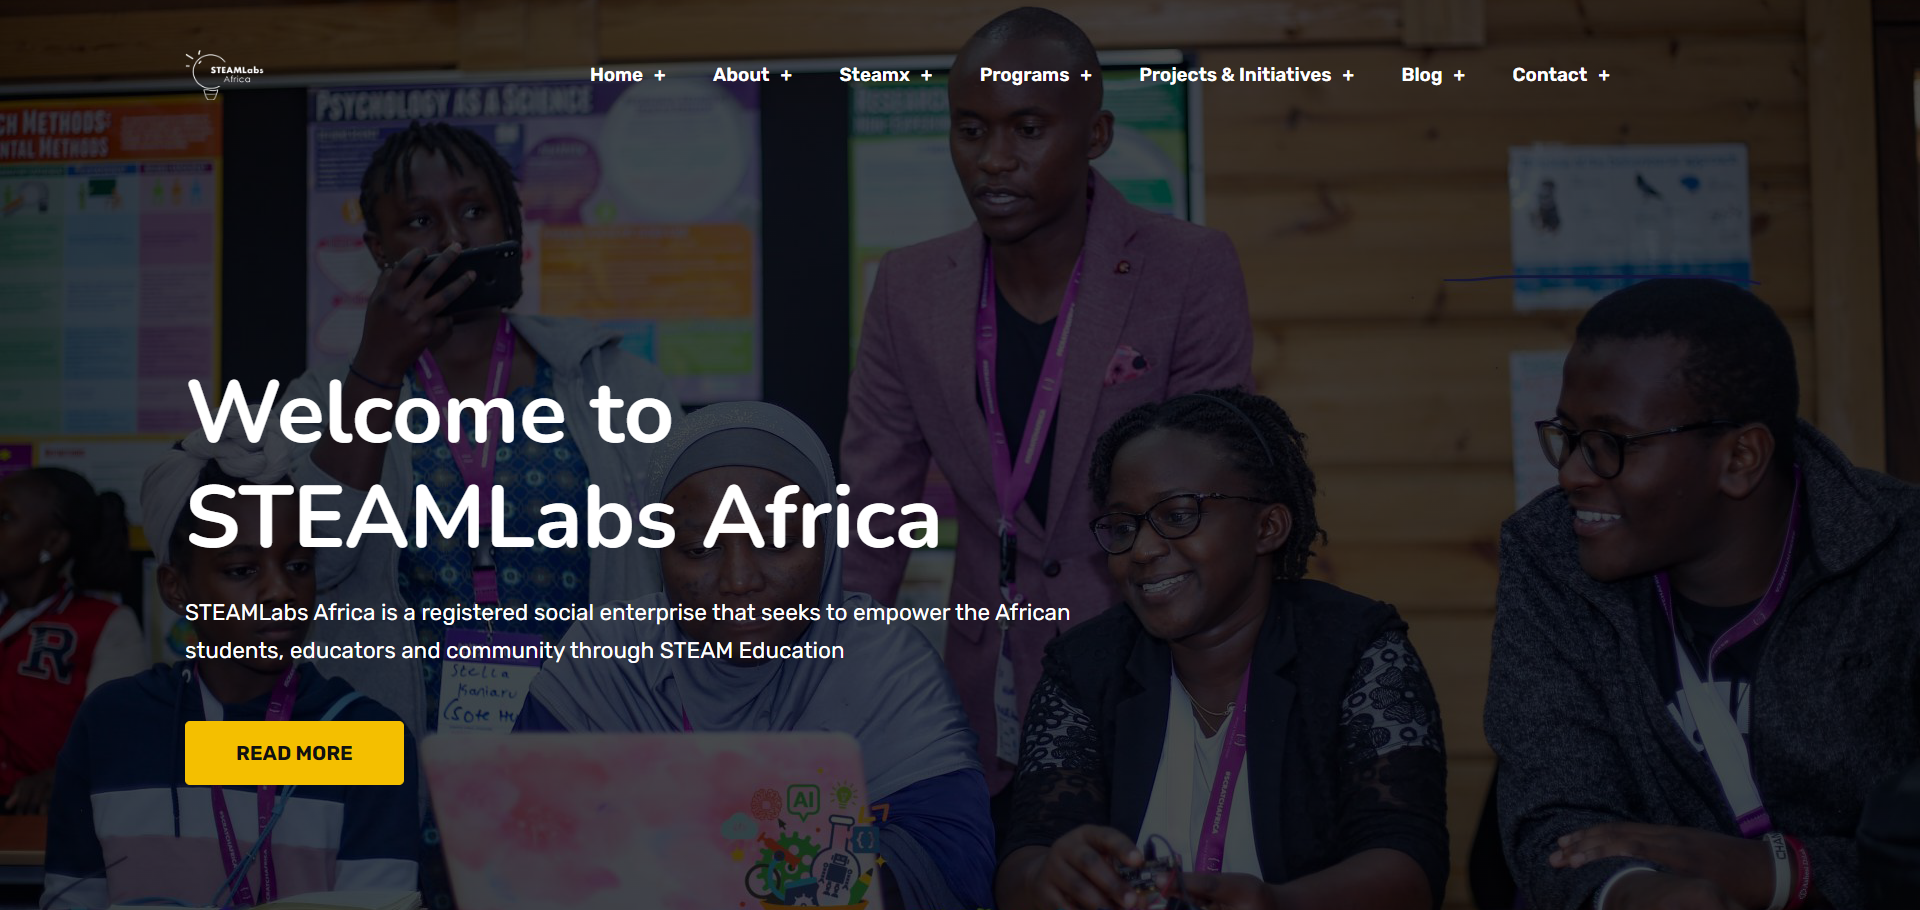 STEAMLabs
Africa
Home + About + Steamx + Programs + Projects & Initiatives + Blog + Contact +
CH METHODS:
NTAL METHODS
PSYCHOLOGY AS A SCIENCE
Welcome to
STEAMLabs Africa
STEAMLabs Africa is a registered social enterprise that seeks to empower the African
students, educators and community through STEAM Education
R
Stella
Kaniaru
READ MORE
AI